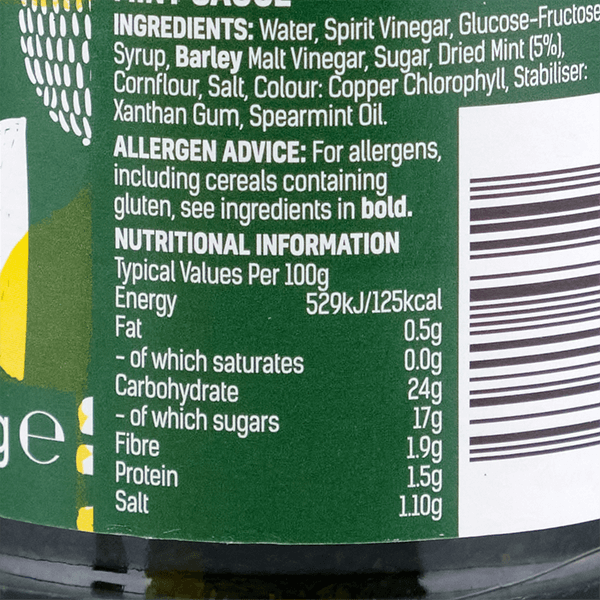 MINT SAUCE
INGREDIENTS: Water, Spirit Vinegar, Glucose-Fructose
Syrup, Barley Malt Vinegar, Sugar, Dried Mint (5%),
Cornflour, Salt, Colour: Copper Chlorophyll, Stabiliser:
Xanthan Gum, Spearmint Oil.
ALLERGEN ADVICE: For allergens,
including cereals containing
gluten, see ingredients in bold.
NUTRITIONAL INFORMATION
Typical Values Per 100g
Energy 529kJ/125kcal
Fat 0.5g
- of which saturates 0.0g
Carbohydrate 24g
- of which sugars 17g
Fibre 1.9g
Protein 1.5g
Salt 1.10g
g e